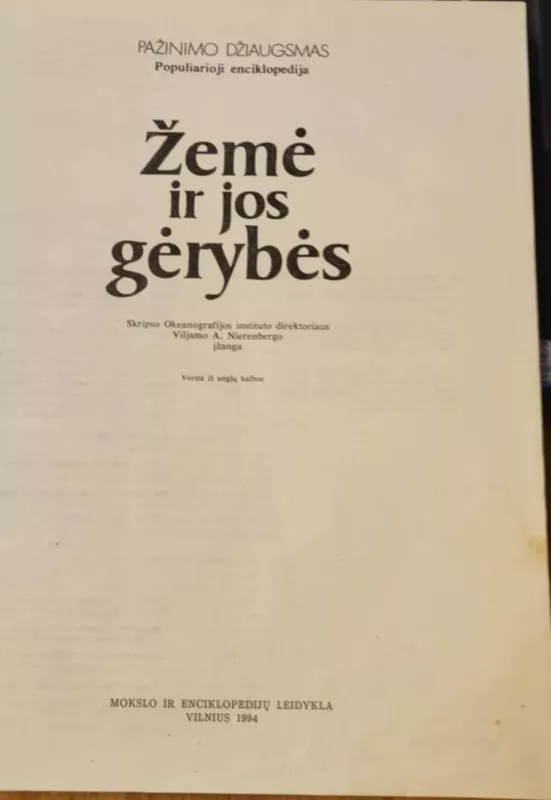 PAŽINIMO DŽIAUGSMAS
Populiarioji enciklopedija
Žemė
ir jos
gėrybės
Skripso Okeanografijos instituto direktoriaus
Viljamo A. Nierenbergo
įžanga
Versta iš anglų kalbos
MOKSLO IR ENCIKLOPEDIJŲ LEIDYKLA
VILNIUS 1994